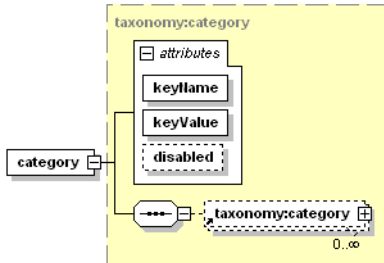 taxonomy:category
attributes
keyName
keyValue
disabled
category
taxonomy:category
0..∞